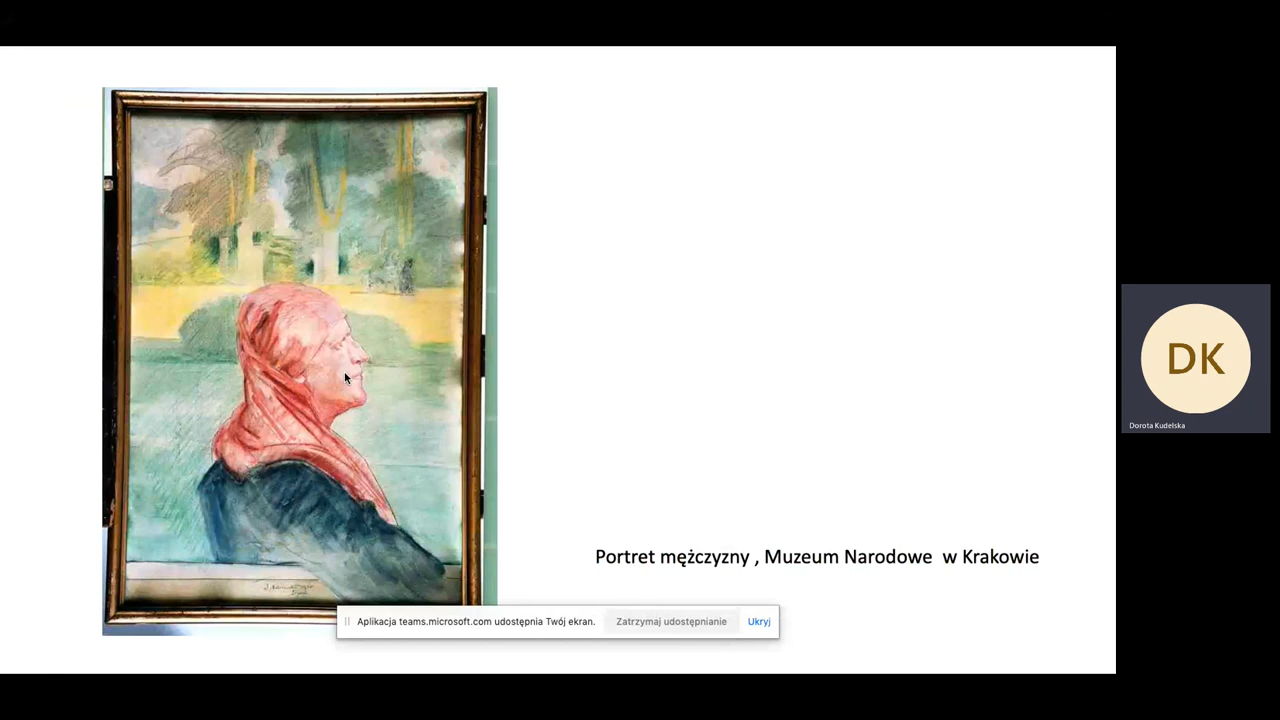 Portret mężczyzny , Muzeum Narodowe  w Krakowie
Aplikacja teams.microsoft.com udostępnia Twój ekran.
Zatrzymaj udostępnianie
Ukryj
DK
Dorota Kudelska